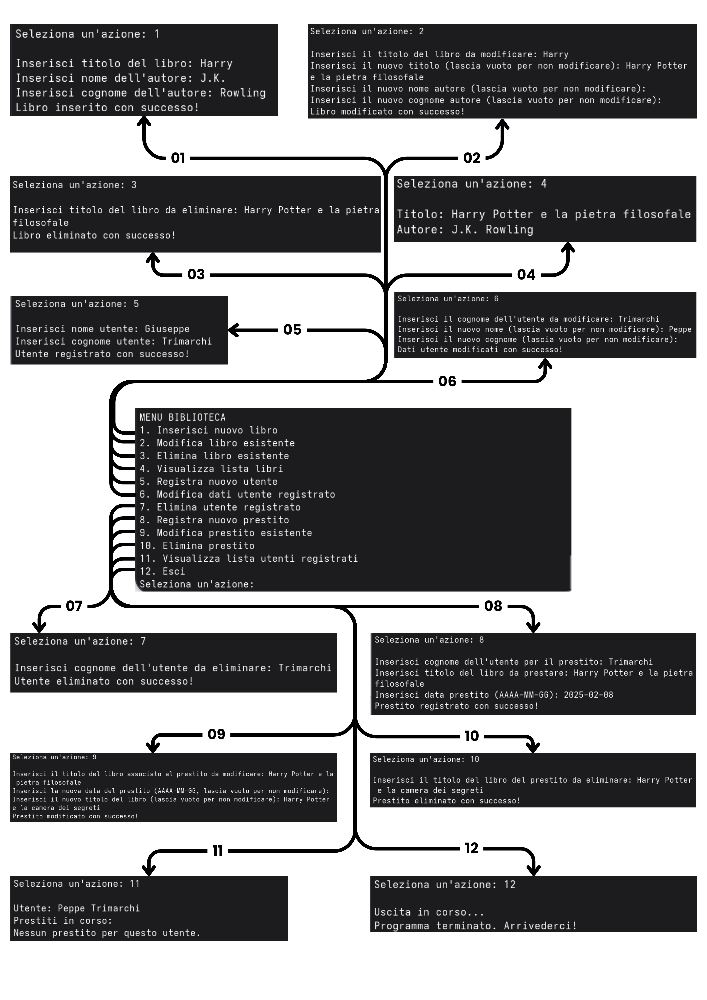 Seleziona un'azione: 1
Inserisci titolo del libro: Harry
Inserisci nome dell'autore: J.K.
Inserisci cognome dell'autore: Rowling
Libro inserito con successo!
Seleziona un'azione: 2
Inserisci il titolo del libro da modificare: Harry
Inserisci il nuovo titolo (lascia vuoto per non modificare): Harry Potter
e la pietra filosofale
Inserisci il nuovo nome autore (lascia vuoto per non modificare):
Inserisci il nuovo cognome autore (lascia vuoto per non modificare):
Libro modificato con successo!
01
02
Seleziona un'azione: 3
Inserisci titolo del libro da eliminare: Harry Potter e la pietra
filosofale
Libro eliminato con successo!
Seleziona un'azione: 4
Titolo: Harry Potter e la pietra filosofale
Autore: J.K. Rowling
03
04
Seleziona un'azione: 5
Inserisci nome utente: Giuseppe
Inserisci cognome utente: Trimarchi
Utente registrato con successo!
05
Seleziona un'azione: 6
Inserisci il cognome dell'utente da modificare: Trimarchi
Inserisci il nuovo nome (lascia vuoto per non modificare): Peppe
Inserisci il nuovo cognome (lascia vuoto per non modificare):
Dati utente modificati con successo!
06
MENU BIBLIOTECA
1. Inserisci nuovo libro
2. Modifica libro esistente
3. Elimina libro esistente
4. Visualizza lista libri
5. Registra nuovo utente
6. Modifica dati utente registrato
7. Elimina utente registrato
8. Registra nuovo prestito
9. Modifica prestito esistente
10. Elimina prestito
11. Visualizza lista utenti registrati
12. Esci
Seleziona un'azione:
07
08
Seleziona un'azione: 7
Inserisci cognome dell'utente da eliminare: Trimarchi
Utente eliminato con successo!
Seleziona un'azione: 8
Inserisci cognome dell'utente per il prestito: Trimarchi
Inserisci titolo del libro da prestare: Harry Potter e la pietra
filosofale
Inserisci data prestito (AAAA-MM-GG): 2025-02-08
Prestito registrato con successo!
09
10
Seleziona un'azione: 9
Inserisci il titolo del libro associato al prestito da modificare: Harry Potter e la
pietra filosofale
Inserisci la nuova data del prestito (AAAA-MM-GG, lascia vuoto per non modificare):
Inserisci il nuovo titolo del libro (lascia vuoto per non modificare): Harry Potter
e la camera dei segreti
Prestito modificato con successo!
Seleziona un'azione: 10
Inserisci il titolo del libro del prestito da eliminare: Harry Potter
e la camera dei segreti
Prestito eliminato con successo!
11
12
Seleziona un'azione: 11
Utente: Peppe Trimarchi
Prestiti in corso:
Nessun prestito per questo utente.
Seleziona un'azione: 12
Uscita in corso...
Programma terminato. Arrivederci!